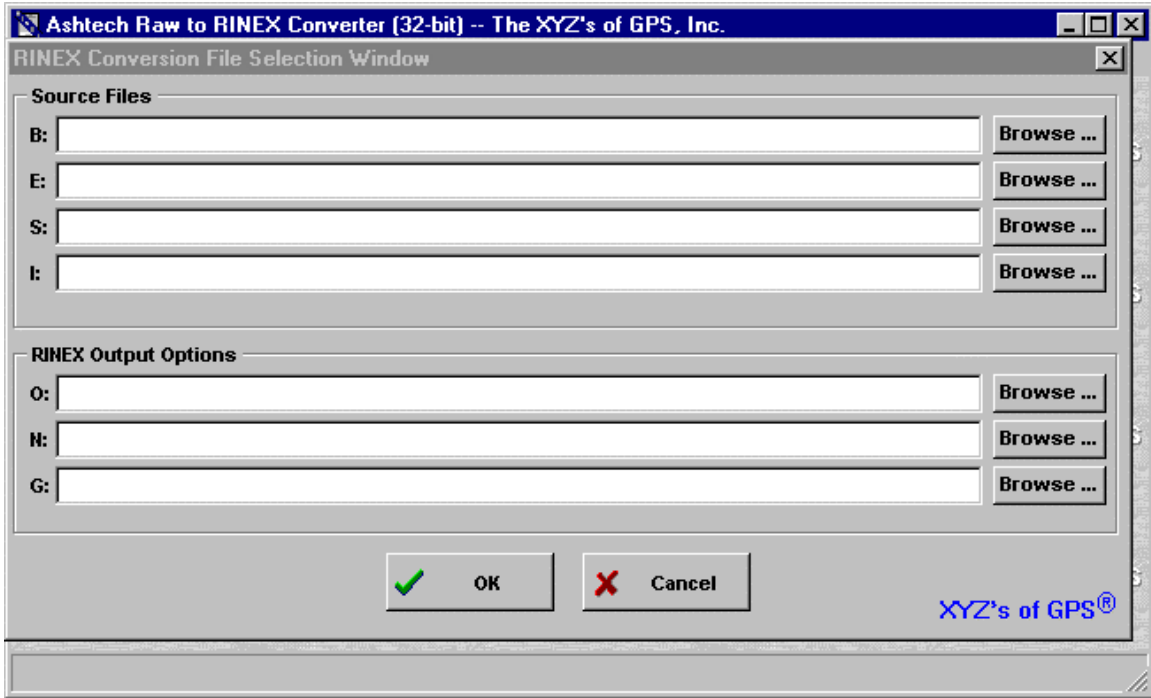 Ashtech Raw to RINEX Converter (32-bit) -- The XYZ's of GPS, Inc.
RINEX Conversion File Selection Window
Source Files
B: Browse ...
E: Browse ...
S: Browse ...
I: Browse ...
RINEX Output Options
O: Browse ...
N: Browse ...
G: Browse ...
OK Cancel
XYZ's of GPS®